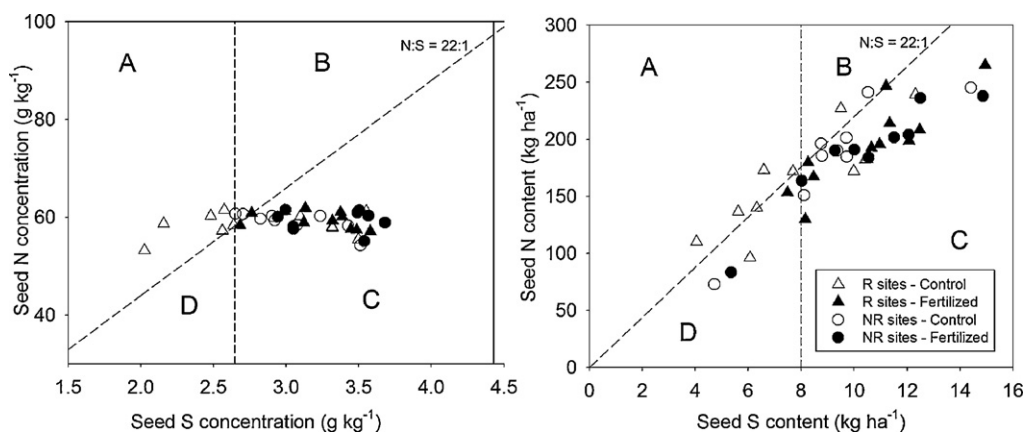 100
80
60
40
Seed N concentration (g kg⁻¹)
A
B
C
D
N:S = 22:1
1.5 2.0 2.5 3.0 3.5 4.0 4.5
Seed S concentration (g kg⁻¹)
300
250
200
150
100
50
0
Seed N content (kg ha⁻¹)
A
B
C
D
N:S = 22:1
R sites - Control
R sites - Fertilized
NR sites - Control
NR sites - Fertilized
0 2 4 6 8 10 12 14 16
Seed S content (kg ha⁻¹)